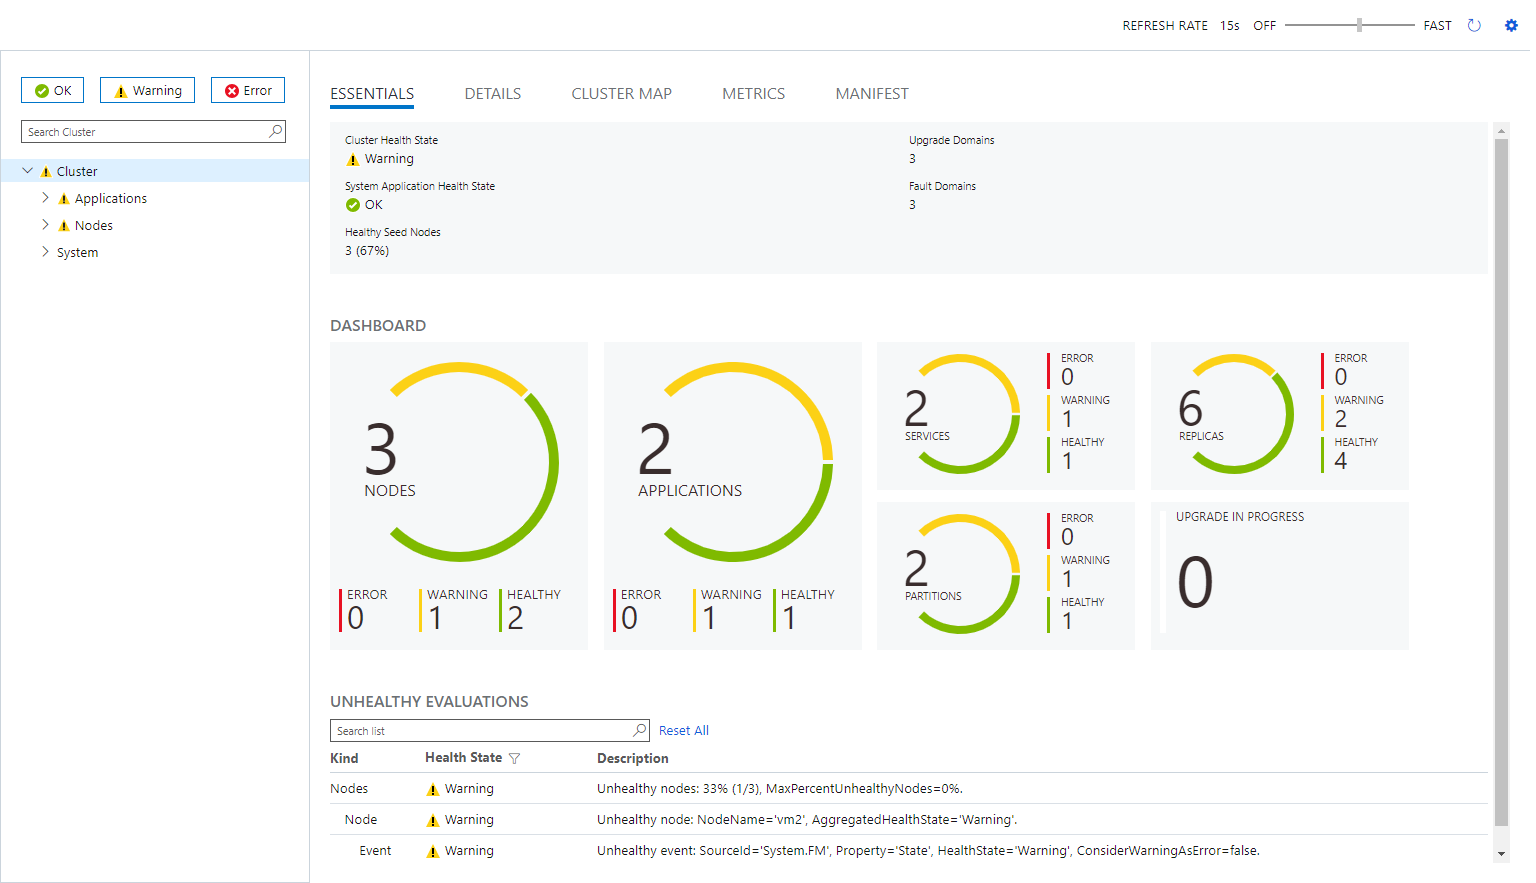 REFRESH RATE 15s OFF FAST
OK Warning Error
Search Cluster
Cluster
Applications
Nodes
System
ESSENTIALS DETAILS CLUSTER MAP METRICS MANIFEST
Cluster Health State
Warning
System Application Health State
OK
Healthy Seed Nodes
3 (67%)
Upgrade Domains
3
Fault Domains
3
DASHBOARD
3
NODES
ERROR
0
WARNING
1
HEALTHY
2
2
APPLICATIONS
ERROR
0
WARNING
1
HEALTHY
1
2
SERVICES
ERROR
0
WARNING
1
HEALTHY
1
6
REPLICAS
ERROR
0
WARNING
2
HEALTHY
4
2
PARTITIONS
ERROR
0
WARNING
1
HEALTHY
1
UPGRADE IN PROGRESS
0
UNHEALTHY EVALUATIONS
Search list Reset All
Kind Health State Description
Nodes Warning Unhealthy nodes: 33% (1/3), MaxPercentUnhealthyNodes=0%.
Node Warning Unhealthy node: NodeName='vm2', AggregatedHealthState='Warning'.
Event Warning Unhealthy event: SourceId='System.FM', Property='State', HealthState='Warning', ConsiderWarningAsError=false.